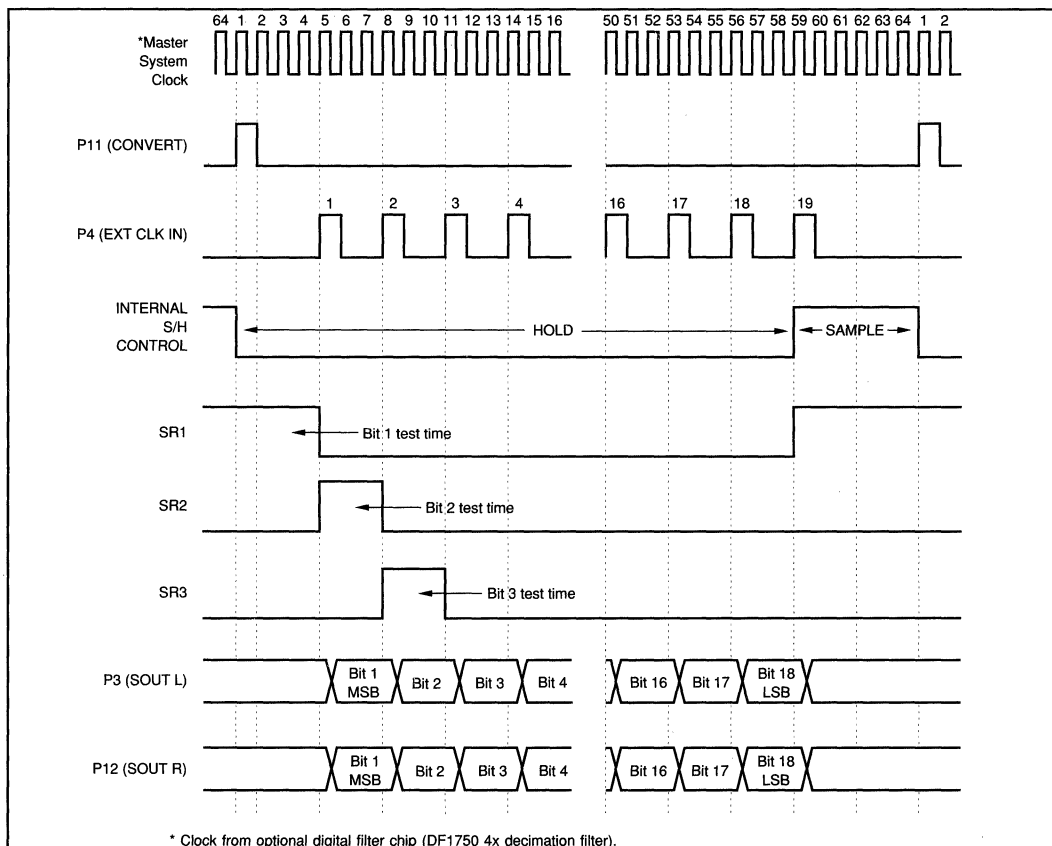 64 1 2 3 4 5 6 7 8 9 10 11 12 13 14 15 16 50 51 52 53 54 55 56 57 58 59 60 61 62 63 64 1 2
*Master
System
Clock
P11 (CONVERT)
1 2 3 4 16 17 18 19
P4 (EXT CLK IN)
INTERNAL
S/H
CONTROL
HOLD SAMPLE
SR1 Bit 1 test time
SR2 Bit 2 test time
SR3 Bit 3 test time
P3 (SOUT L) Bit 1 MSB Bit 2 Bit 3 Bit 4 Bit 16 Bit 17 Bit 18 LSB
P12 (SOUT R) Bit 1 MSB Bit 2 Bit 3 Bit 4 Bit 16 Bit 17 Bit 18 LSB
* Clock from optional digital filter chip (DF1750 4x decimation filter).